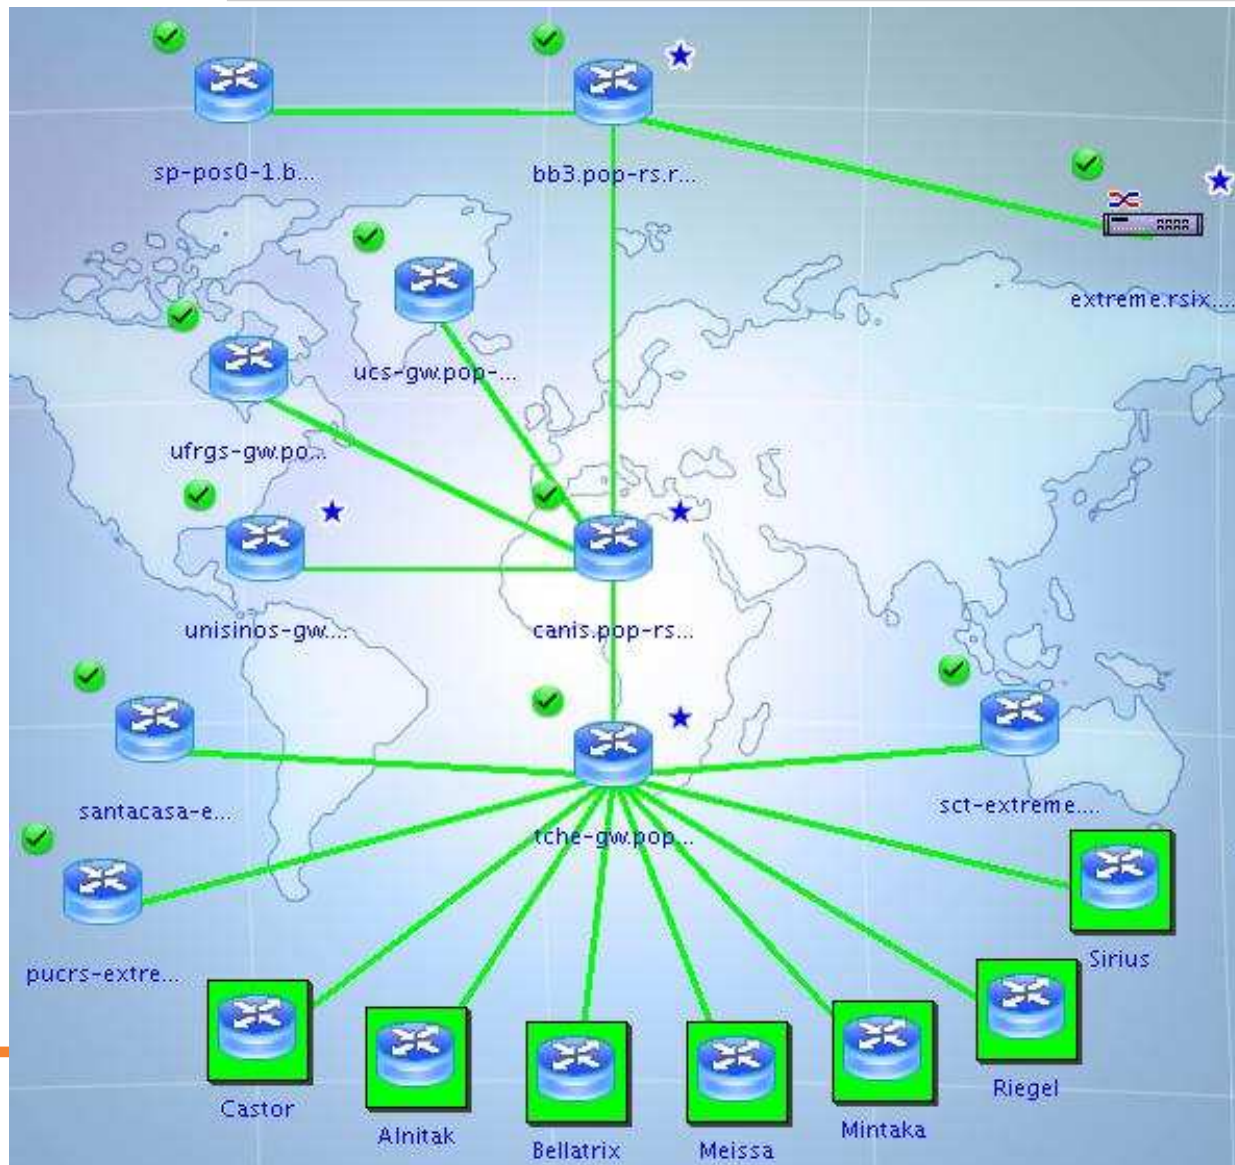 sp-pos0-1.b...
bb3.pop-rs.r...
extreme.rsix....
ucs-gw.pop-...
ufrgs-gw.po...
unisinos-gw...
canis.pop-rs...
santacasa-e...
sct-extreme....
tche-gw.pop...
pucrs-extre...
Sirius
Castor
Alnitak
Bellatrix
Meissa
Mintaka
Riegel